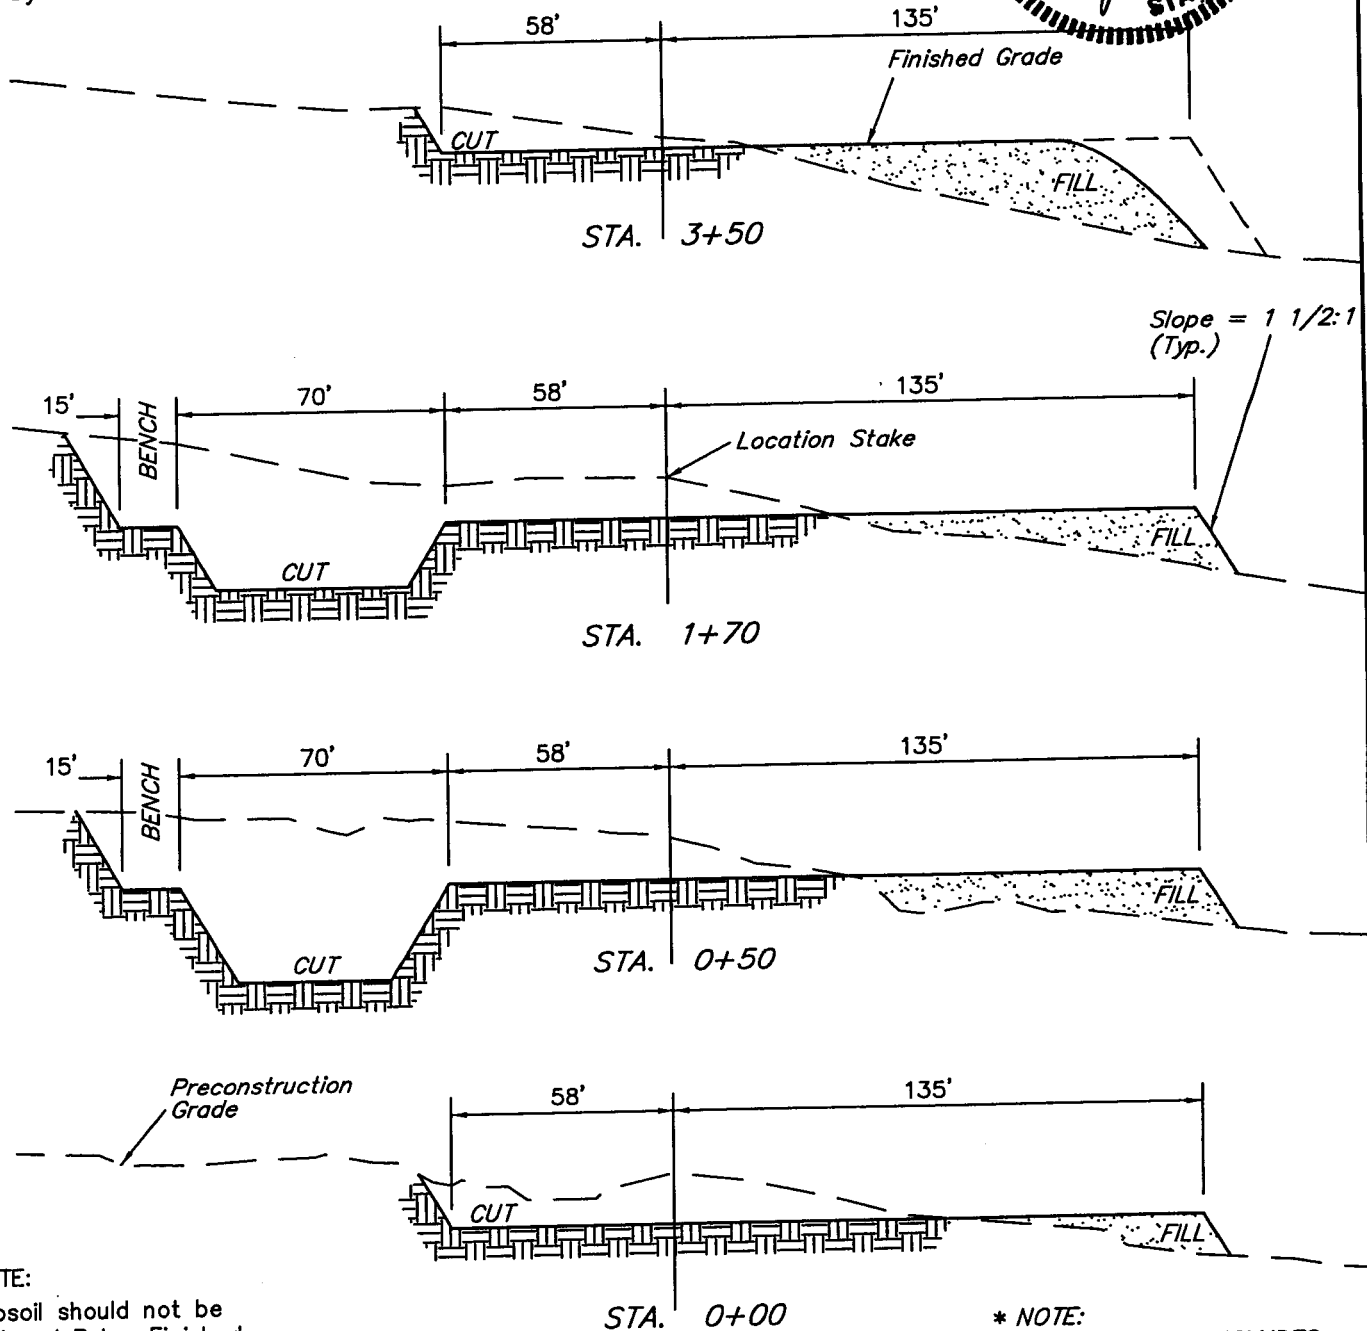 58'
135'
Finished Grade
CUT
FILL
STA. 3+50
Slope = 1 1/2:1
(Typ.)
15'
BENCH
70'
58'
135'
Location Stake
CUT
FILL
STA. 1+70
15'
BENCH
70'
58'
135'
CUT
FILL
STA. 0+50
Preconstruction
Grade
58'
135'
CUT
FILL
STA. 0+00
TE:
psoil should not be
* NOTE: